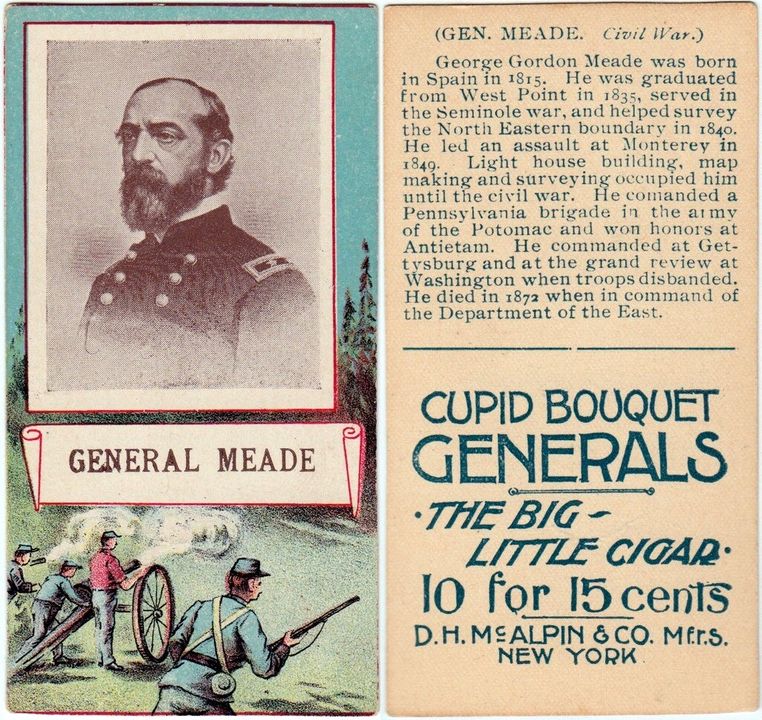 GENERAL MEADE
(GEN. MEADE. Civil War.)
George Gordon Meade was born
in Spain in 1815. He was graduated
from West Point in 1835, served in
the Seminole war, and helped survey
the North Eastern boundary in 1840.
He led an assault at Monterey in
1849. Light house building, map
making and surveying occupied him
until the civil war. He comanded a
Pennsylvania brigade in the army
of the Potomac and won honors at
Antietam. He commanded at Get-
tysburg and at the grand review at
Washington when troops disbanded.
He died in 1872 when in command of
the Department of the East.
CUPID BOUQUET
GENERALS
·THE BIG-
LITTLE CIGAR·
10 for 15 cents
D. H. McALPIN & CO. Mfrs.
NEW YORK